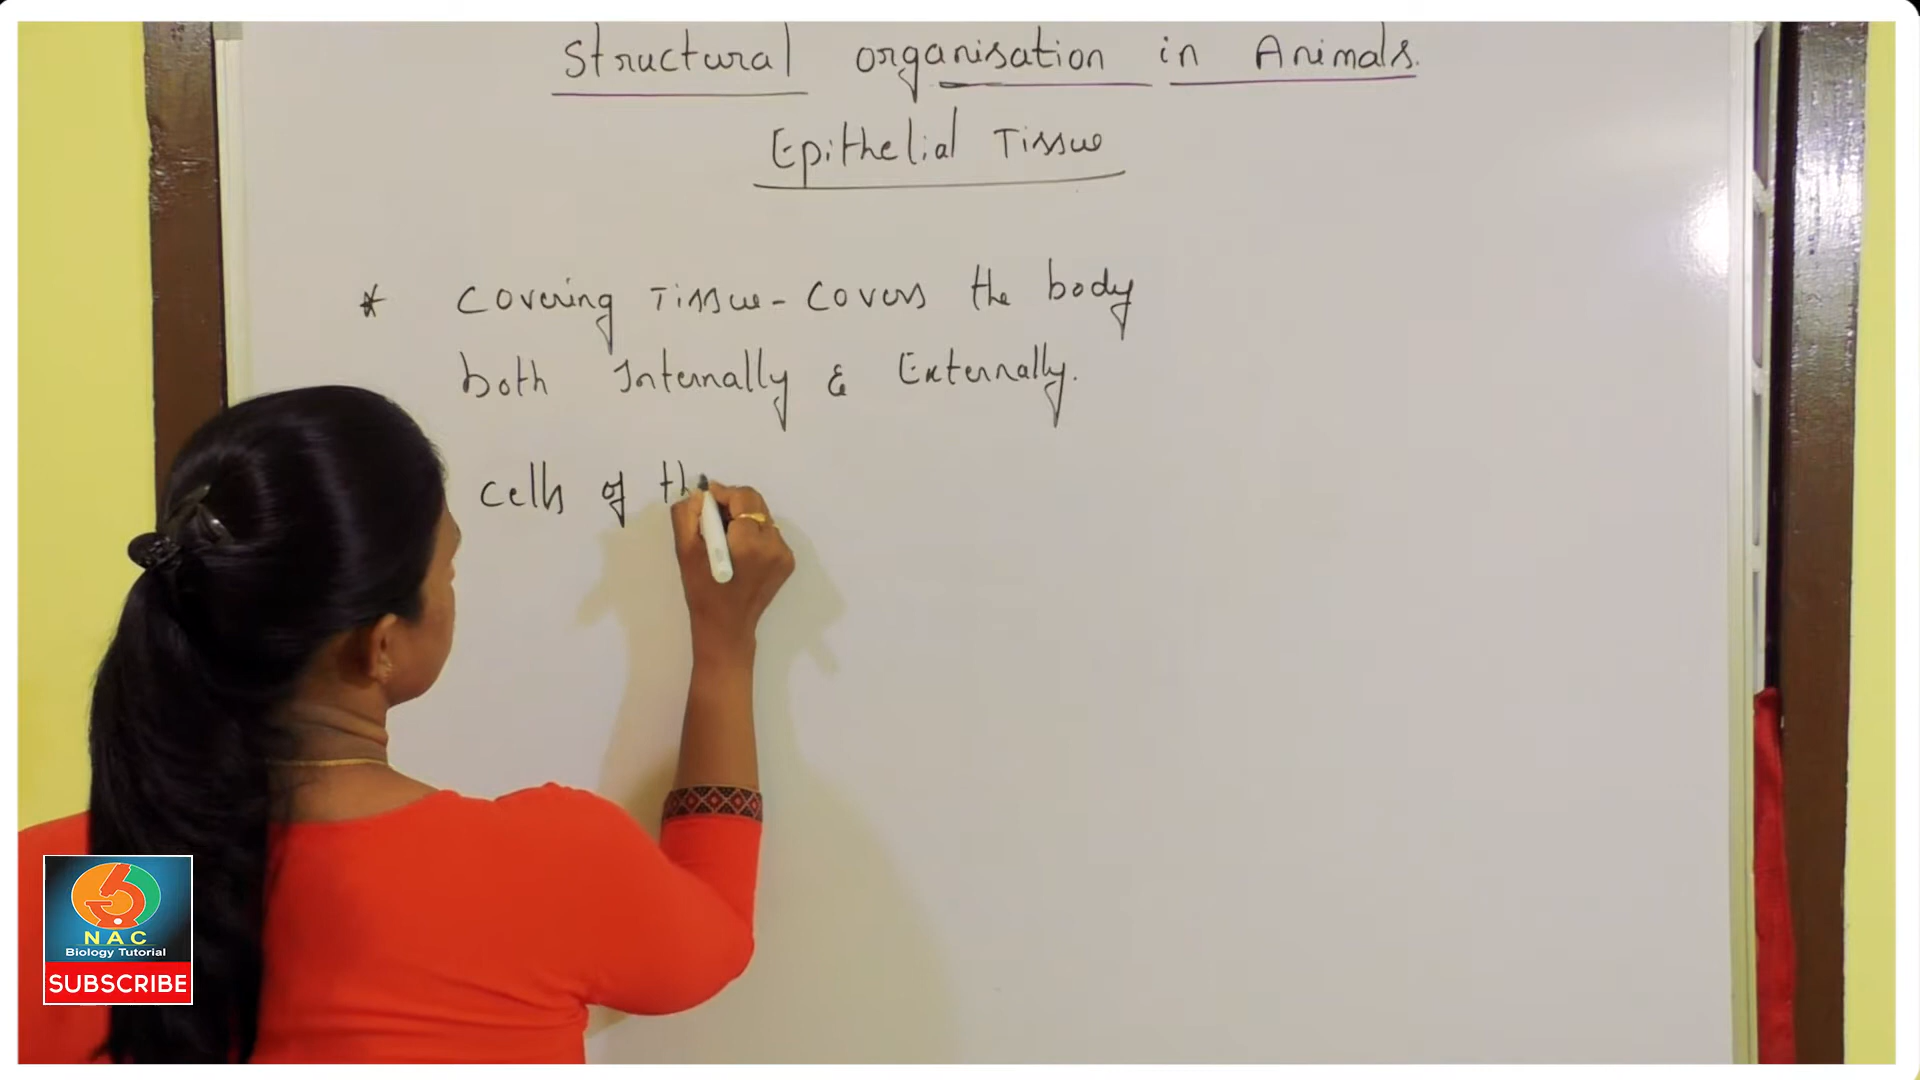 Structural organisation in Animals.
Epithelial Tissue
* Covering Tissue - Covers the body
both Internally & Externally.
cells of th
NAC
Biology Tutorial
SUBSCRIBE